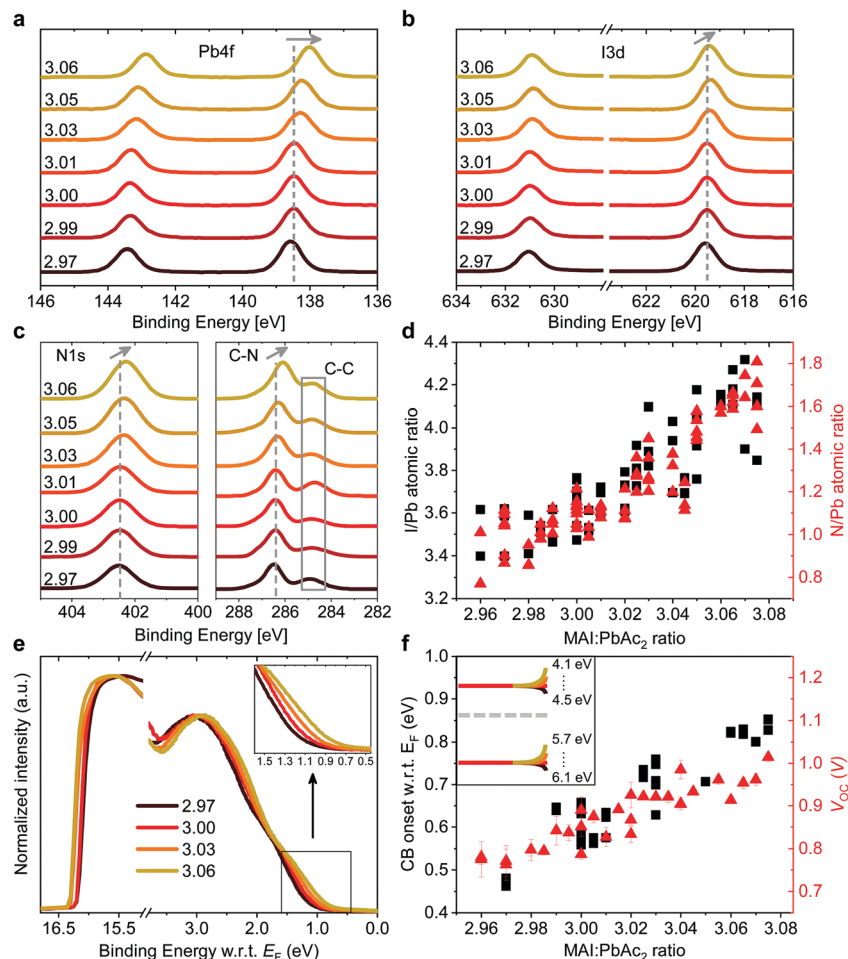 a
Pb4f
3.06
3.05
3.03
3.01
3.00
2.99
2.97
146 144 142 140 138 136
Binding Energy [eV]
b
I3d
3.06
3.05
3.03
3.01
3.00
2.99
2.97
634 630 622 620 618 616
Binding Energy [eV]
c
N1s
C-N
C-C
3.06
3.05
3.03
3.01
3.00
2.99
2.97
404 402 400 288 286 284 282
Binding Energy [eV]
d
4.4
4.2
4.0
3.8
3.6
3.4
3.2
I/Pb atomic ratio
1.8
1.6
1.4
1.2
1.0
0.8
N/Pb atomic ratio
2.96 2.98 3.00 3.02 3.04 3.06 3.08
MAI:PbAc2 ratio
e
Normalized intensity (a.u.)
2.97
3.00
3.03
3.06
1.5 1.3 1.1 0.9 0.7 0.5
16.5 15.5 3.0 2.0 1.0 0.0
Binding Energy w.r.t. EF (eV)
f
1.0
0.9
0.8
0.7
0.6
0.5
0.4
CB onset w.r.t. EF (eV)
4.1 eV
4.5 eV
5.7 eV
6.1 eV
1.2
1.1
1.0
0.9
0.8
0.7
VOC (V)
2.96 2.98 3.00 3.02 3.04 3.06 3.08
MAI:PbAc2 ratio